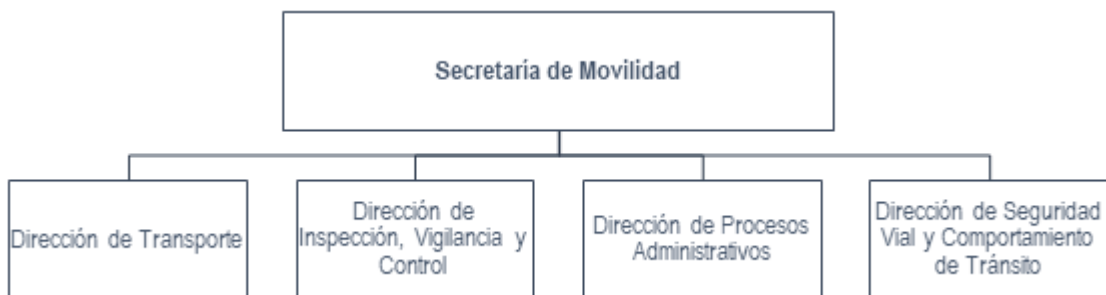 Secretaría de Movilidad
Dirección de Transporte
Dirección de
Inspección, Vigilancia y
Control
Dirección de Procesos
Administrativos
Dirección de Seguridad
Vial y Comportamiento
de Tránsito